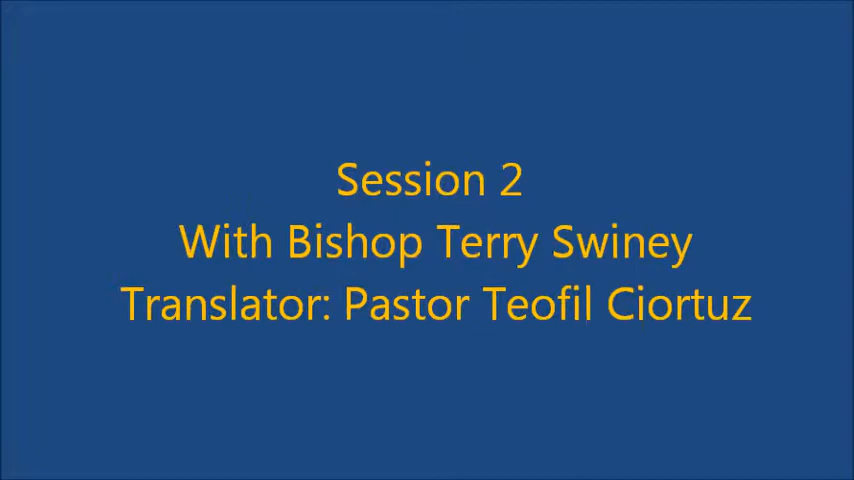 Session 2
With Bishop Terry Swiney
Translator: Pastor Teofil Ciortuz